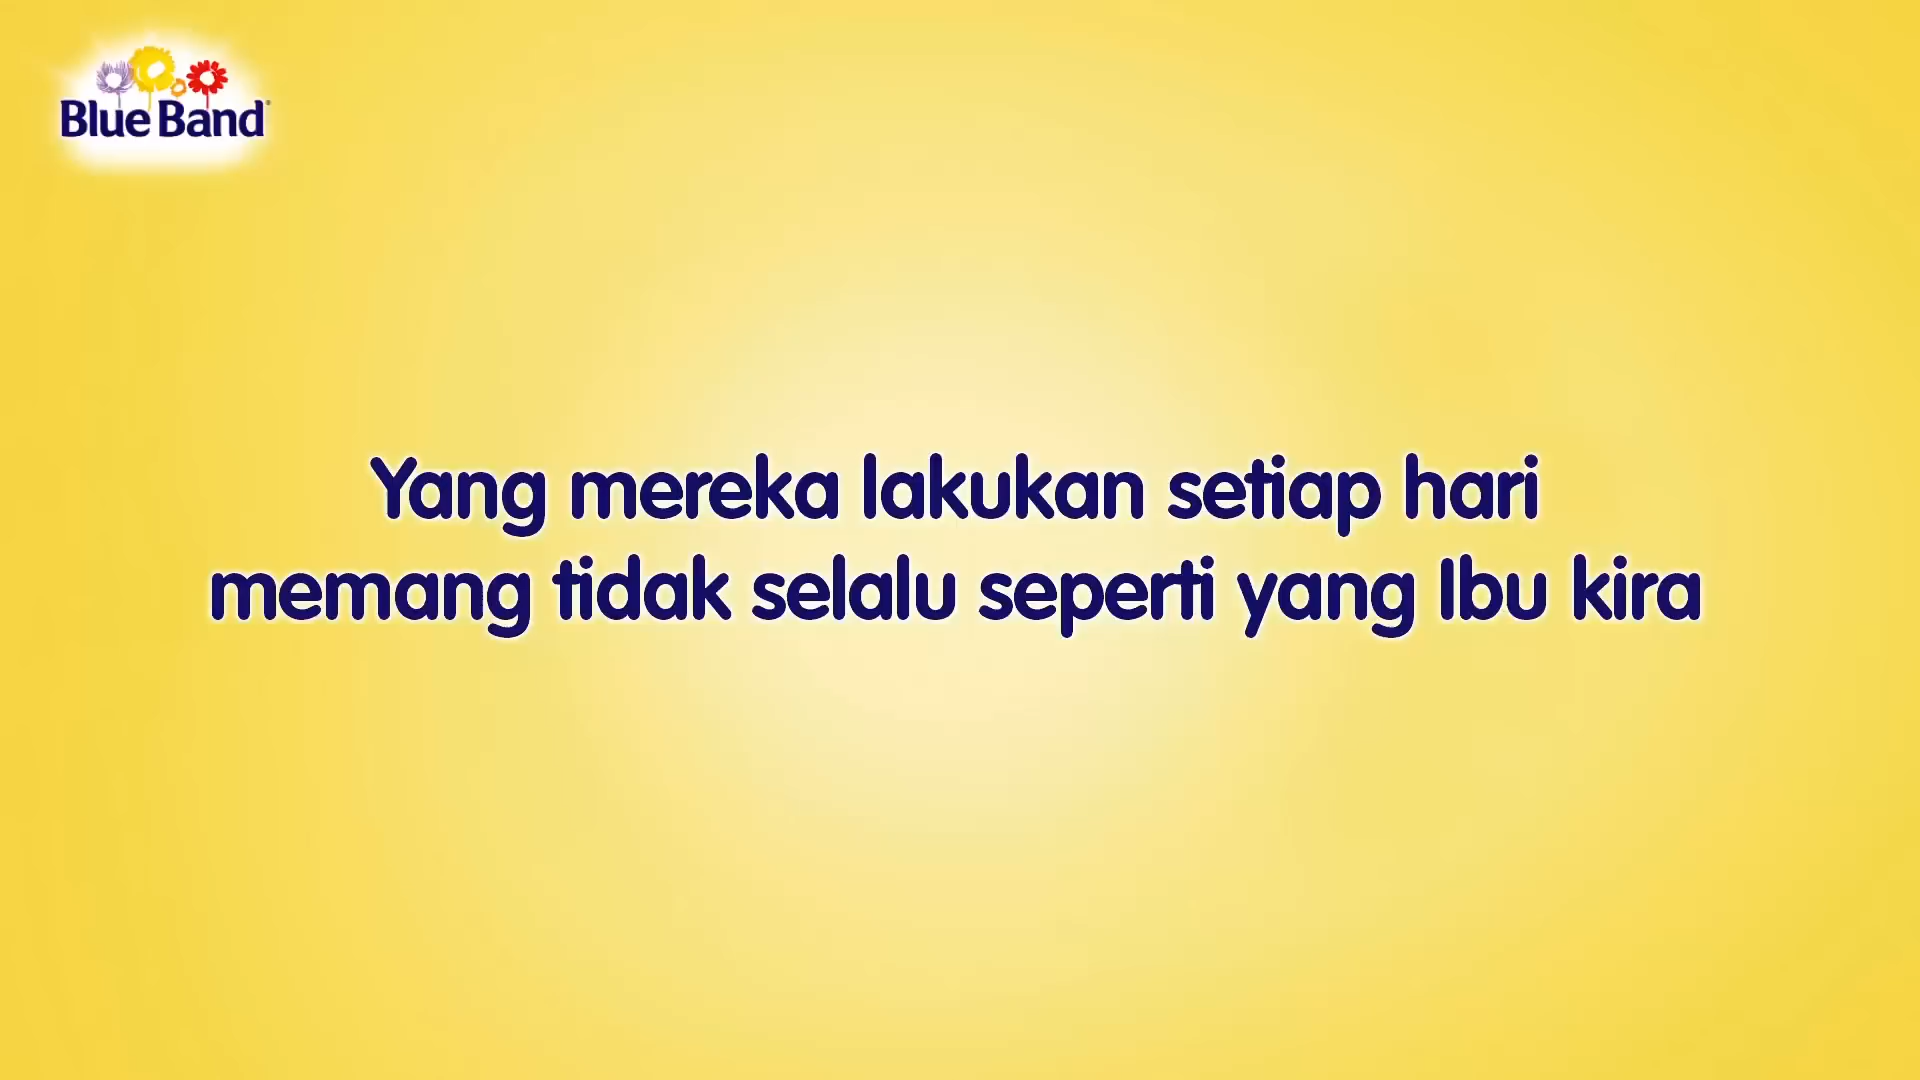 Blue Band
Yang mereka lakukan setiap hari
memang tidak selalu seperti yang Ibu kira